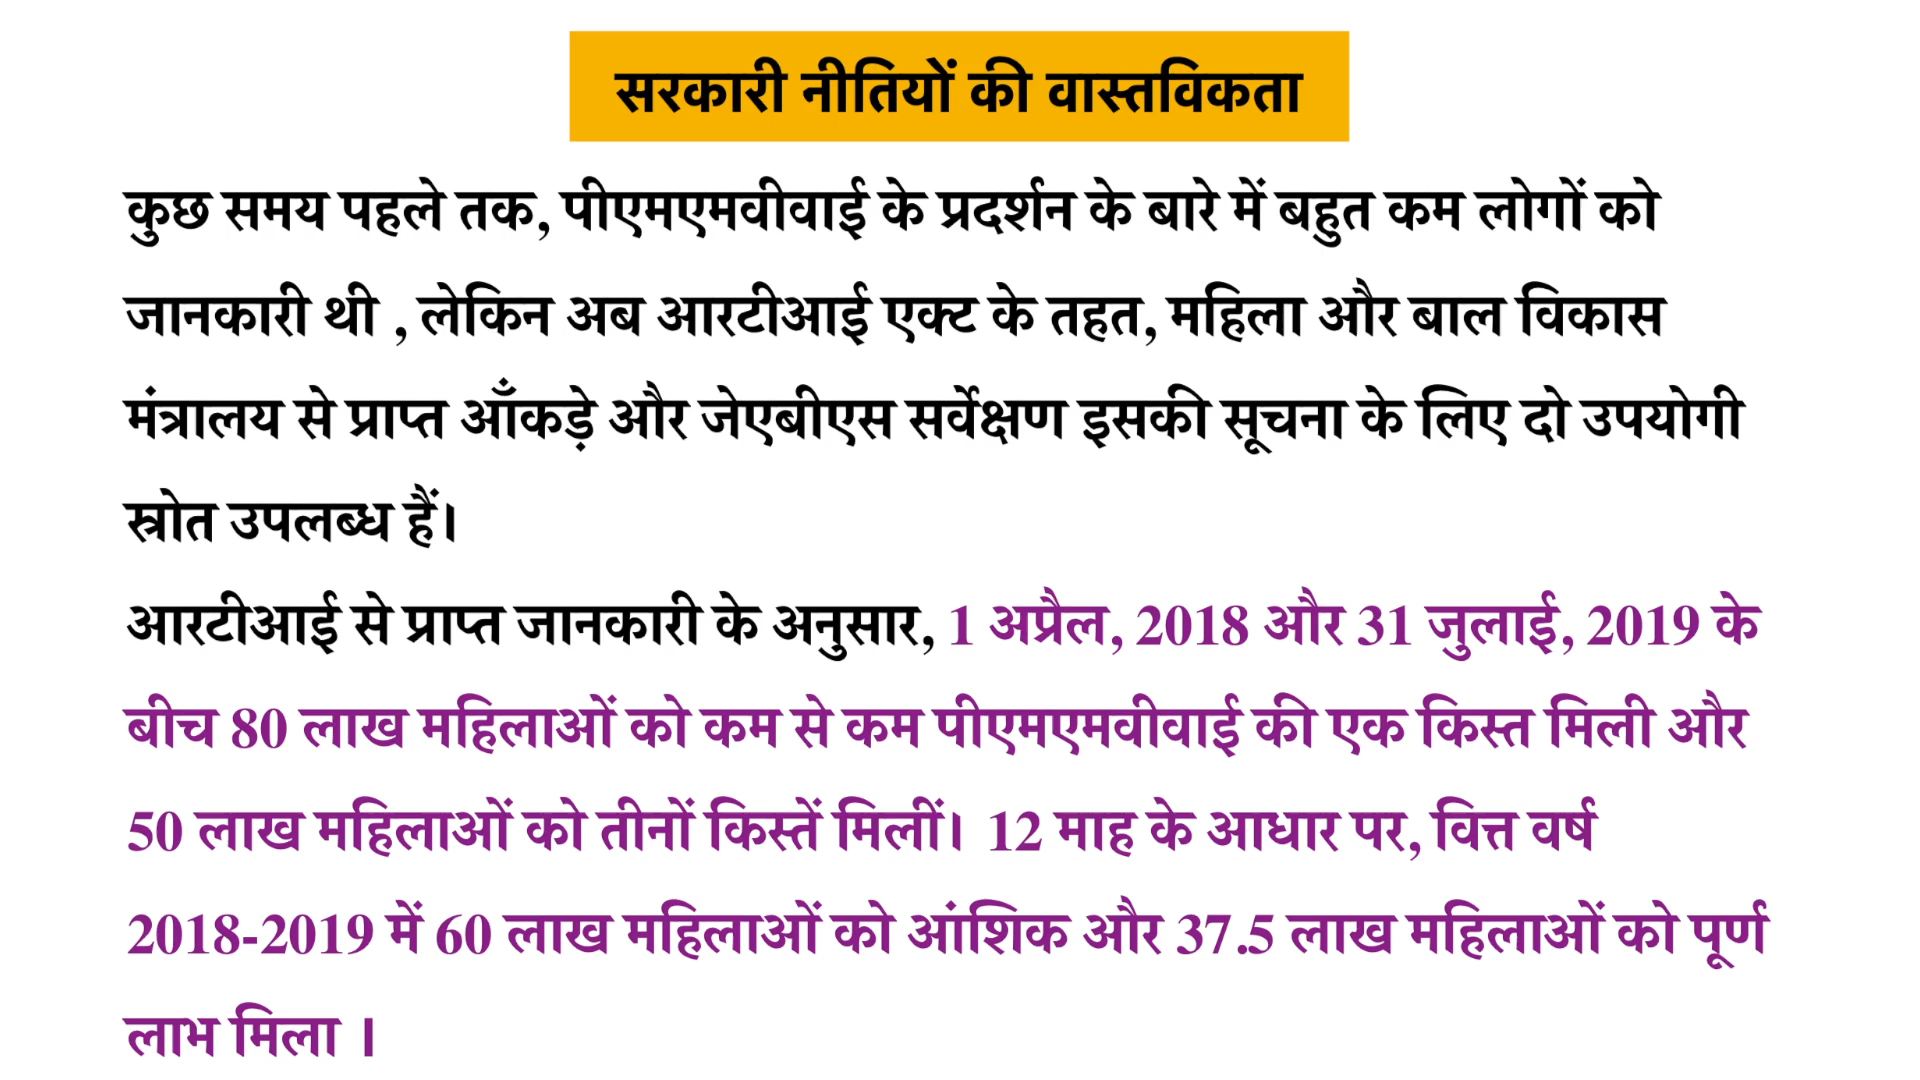 सरकारी नीतियों की वास्तविकता
कुछ समय पहले तक, पीएमएमवीवाई के प्रदर्शन के बारे में बहुत कम लोगों को
जानकारी थी , लेकिन अब आरटीआई एक्ट के तहत, महिला और बाल विकास
मंत्रालय से प्राप्त आँकड़े और जेएबीएस सर्वेक्षण इसकी सूचना के लिए दो उपयोगी
स्रोत उपलब्ध हैं।
आरटीआई से प्राप्त जानकारी के अनुसार, 1 अप्रैल, 2018 और 31 जुलाई, 2019 के
बीच 80 लाख महिलाओं को कम से कम पीएमएमवीवाई की एक किस्त मिली और
50 लाख महिलाओं को तीनों किस्तें मिलीं। 12 माह के आधार पर, वित्त वर्ष
2018-2019 में 60 लाख महिलाओं को आंशिक और 37.5 लाख महिलाओं को पूर्ण
लाभ मिला ।